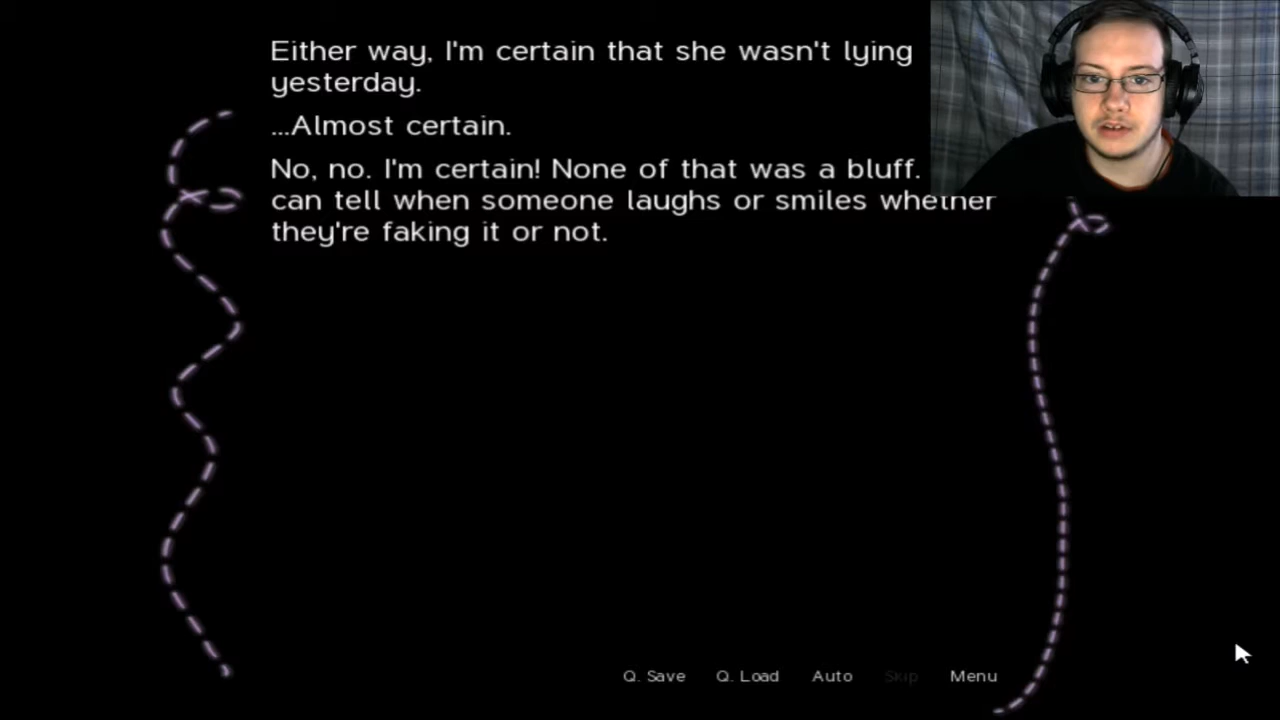 Either way, I'm certain that she wasn't lying
yesterday.
...Almost certain.
No, no. I'm certain! None of that was a bluff.
can tell when someone laughs or smiles whether
they're faking it or not.
Q. Save Q. Load Auto Skip Menu